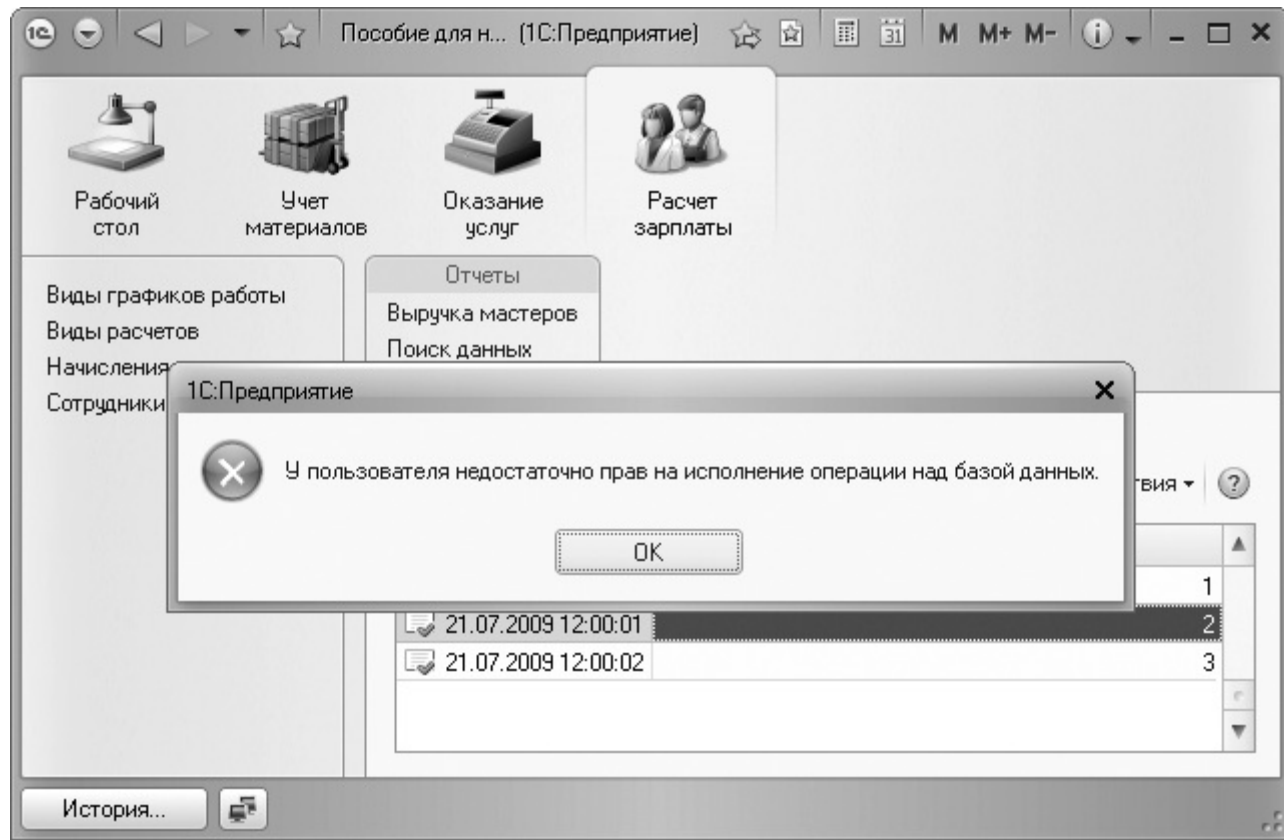 1С Пособие для н... (1С:Предприятие) 31 M M+ M-
Рабочий
стол
Учет
материалов
Оказание
услуг
Расчет
зарплаты
Виды графиков работы
Виды расчетов
Начисления
Сотрудники
Отчеты
Выручка мастеров
Поиск данных
1С:Предприятие
У пользователя недостаточно прав на исполнение операции над базой данных.
OK
твия
?
1
21.07.2009 12:00:01 2
21.07.2009 12:00:02 3
История...